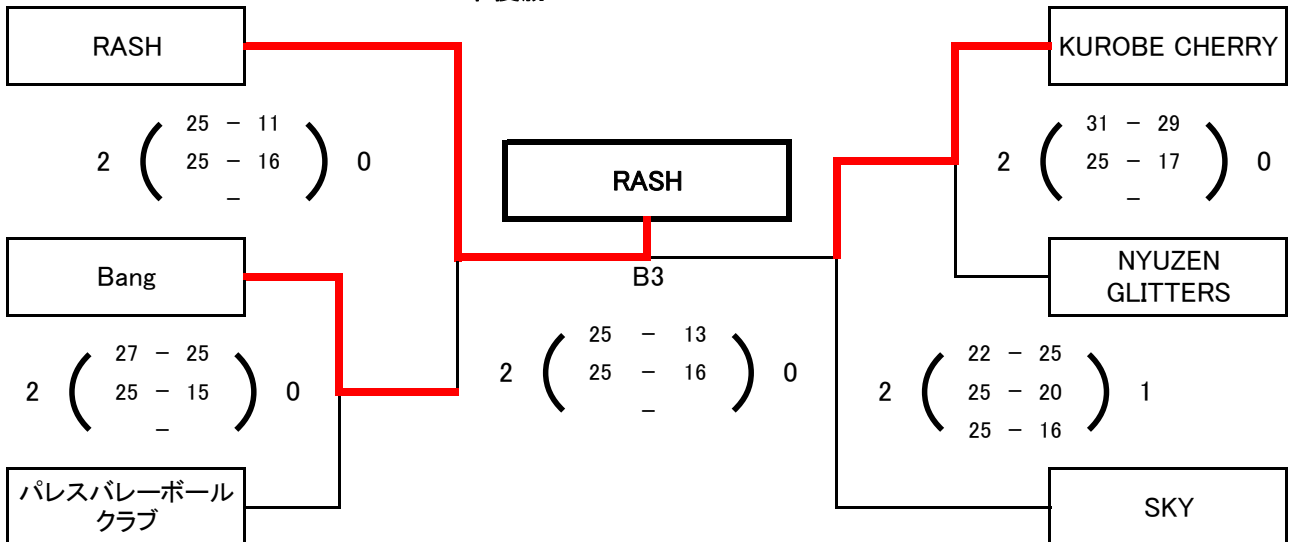 RASH
KUROBE CHERRY
25 - 11
2 ( 25 - 16 ) 0
-
31 - 29
2 ( 25 - 17 ) 0
-
RASH
Bang
B3
NYUZEN
GLITTERS
27 - 25
2 ( 25 - 15 ) 0
-
25 - 13
2 ( 25 - 16 ) 0
-
22 - 25
2 ( 25 - 20 ) 1
25 - 16
パレスバレーボール
クラブ
SKY